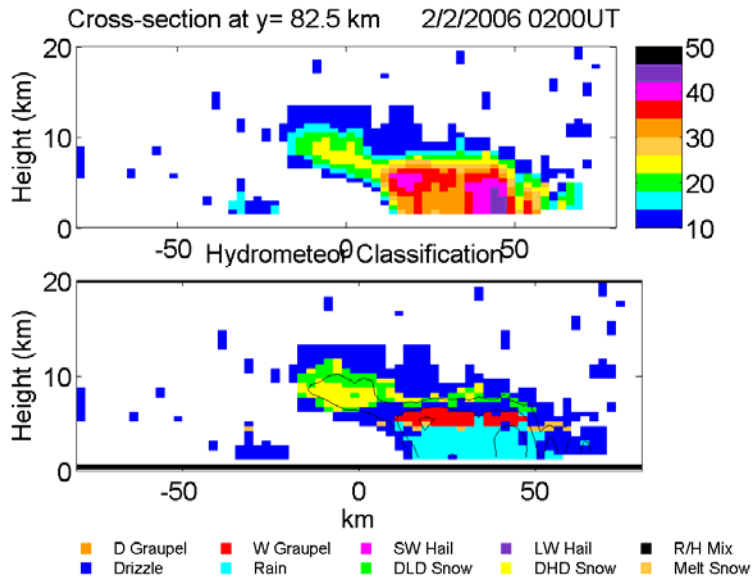 Cross-section at y= 82.5 km 2/2/2006 0200UT
Height (km)
20
10
0
-50 0 50
50
40
30
20
10
Hydrometeor Classification
Height (km)
20
10
0
-50 0 50
km
D Graupel W Graupel SW Hail LW Hail R/H Mix
Drizzle Rain DLD Snow DHD Snow Melt Snow